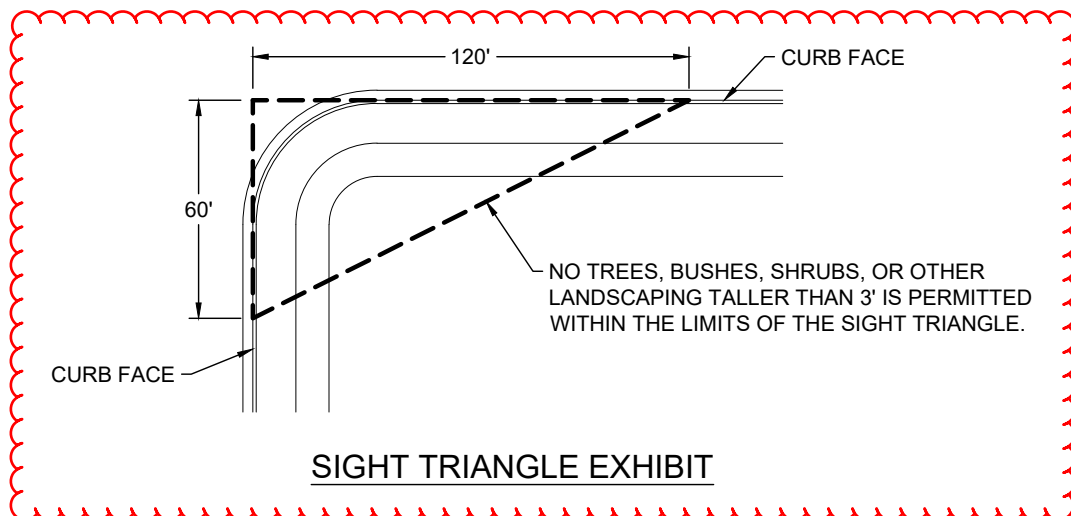 120'
CURB FACE
60'
NO TREES, BUSHES, SHRUBS, OR OTHER
LANDSCAPING TALLER THAN 3' IS PERMITTED
WITHIN THE LIMITS OF THE SIGHT TRIANGLE.
CURB FACE
SIGHT TRIANGLE EXHIBIT